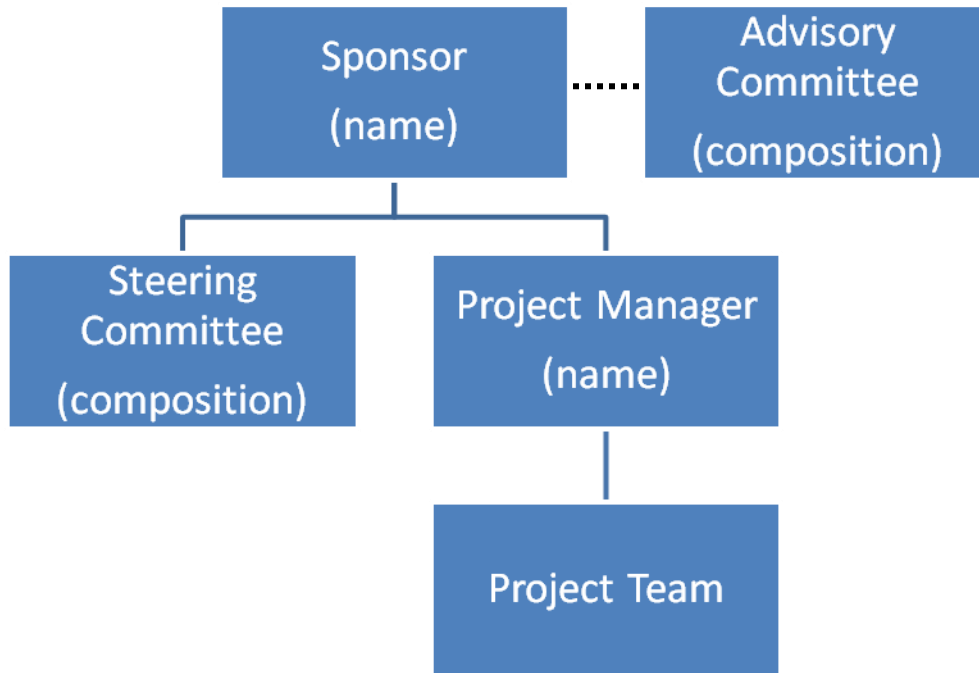 Sponsor
(name)
Advisory
Committee
(composition)
Steering
Committee
(composition)
Project Manager
(name)
Project Team